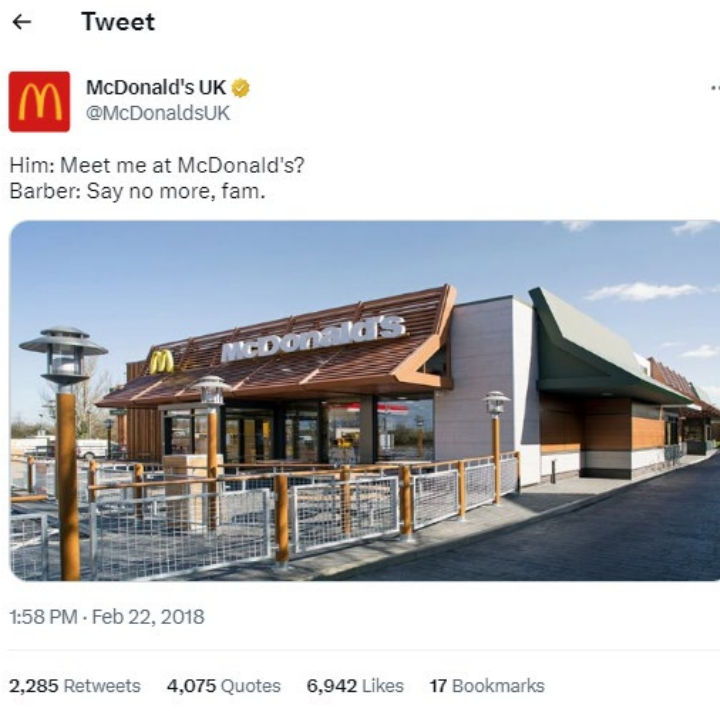 Tweet
McDonald's UK
@McDonaldsUK
Him: Meet me at McDonald's?
Barber: Say no more, fam.
McDonald's
1:58 PM · Feb 22, 2018
2,285 Retweets 4,075 Quotes 6,942 Likes 17 Bookmarks